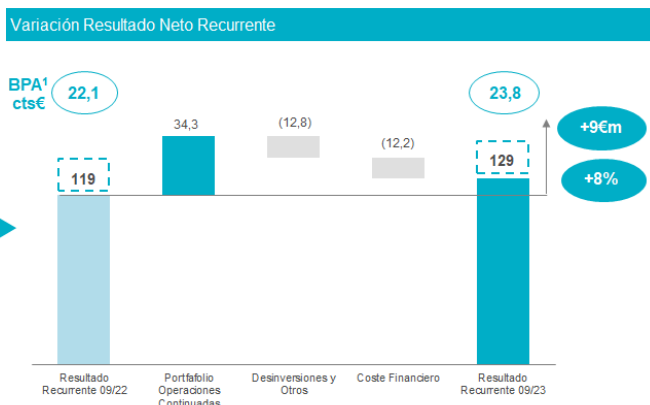 Variación Resultado Neto Recurrente
BPA¹
cts€
22,1
23,8
34,3
(12,8)
(12,2)
119
129
+9€m
+8%
Resultado
Recurrente 09/22
Portfafolio
Operaciones
Continuadas
Desinversiones y
Otros
Coste Financiero
Resultado
Recurrente 09/23